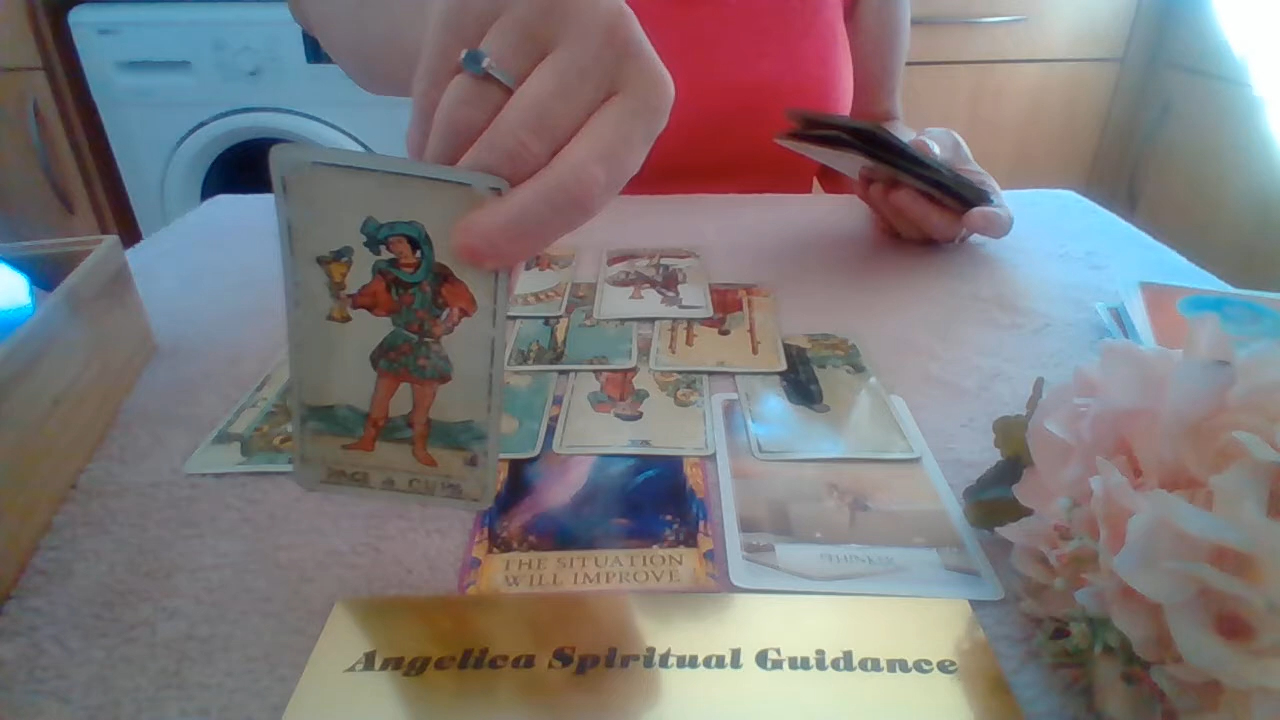 PAGE of CUPS
THE SITUATION
WILL IMPROVE
Angelica Spiritual Guidance